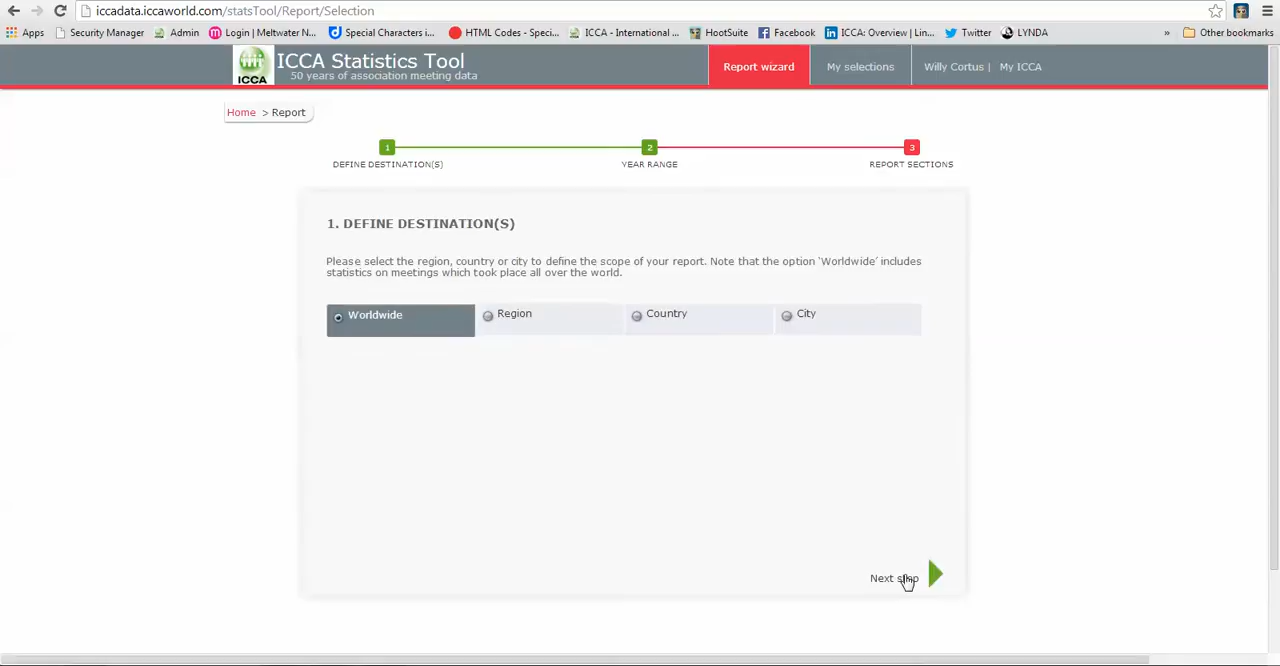 iccadata.iccaworld.com/statsTool/Report/Selection
Apps Security Manager Admin Login | Meltwater N... Special Characters i... HTML Codes - Speci... ICCA - International ... HootSuite Facebook ICCA: Overview | Lin... Twitter LYNDA » Other bookmarks
ICCA
ICCA Statistics Tool
50 years of association meeting data
Report wizard My selections Willy Cortus | My ICCA
Home > Report
1 2 3
DEFINE DESTINATION(S) YEAR RANGE REPORT SECTIONS
1. DEFINE DESTINATION(S)
Please select the region, country or city to define the scope of your report. Note that the option `Worldwide' includes
statistics on meetings which took place all over the world.
Worldwide Region Country City
Next step